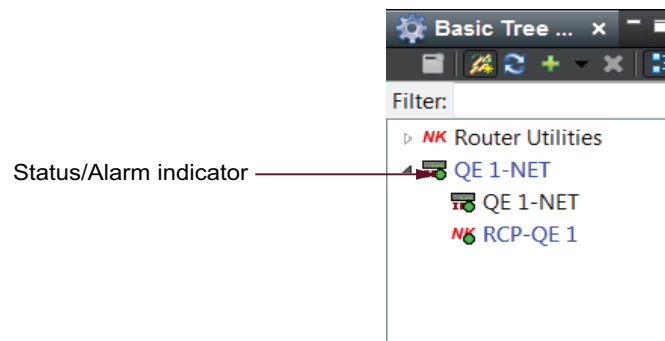 Basic Tree ...
Filter:
NK Router Utilities
Status/Alarm indicator
QE 1-NET
QE 1-NET
NK RCP-QE 1